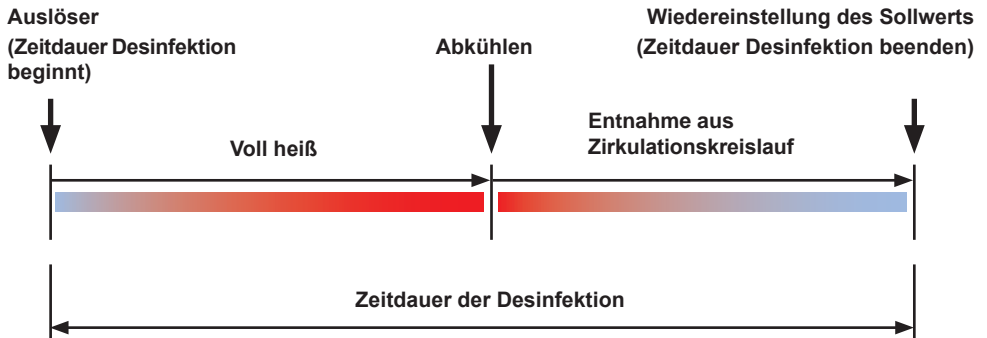 Auslöser
(Zeitdauer Desinfektion
beginnt)
Abkühlen
Wiedereinstellung des Sollwerts
(Zeitdauer Desinfektion beenden)
Voll heiß
Entnahme aus
Zirkulationskreislauf
Zeitdauer der Desinfektion